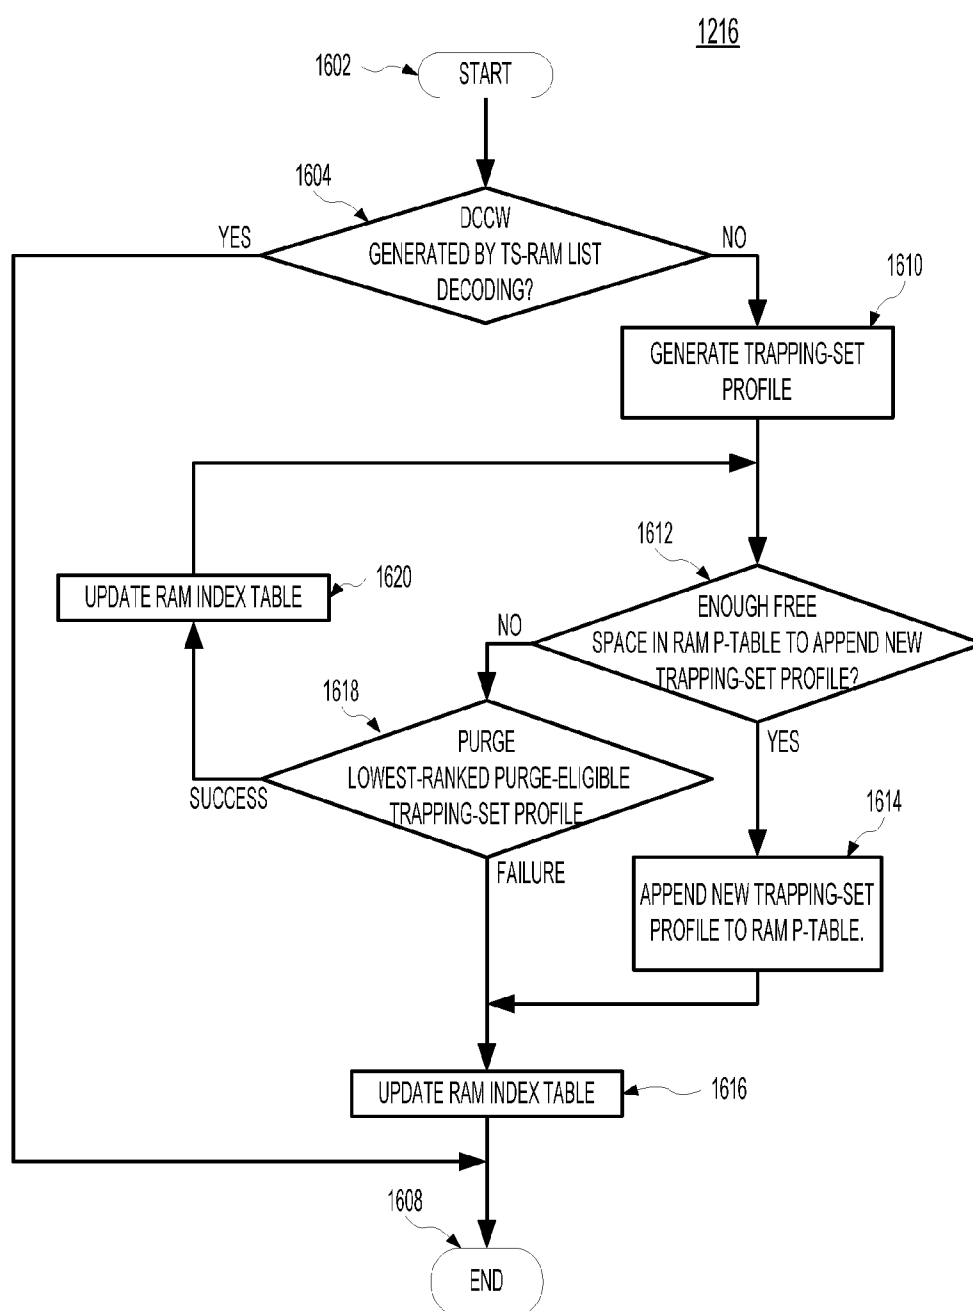 1216
1602
START
1604
DCCW
GENERATED BY TS-RAM LIST
DECODING?
YES
NO
1610
GENERATE TRAPPING-SET
PROFILE
1612
ENOUGH FREE
SPACE IN RAM P-TABLE TO APPEND NEW
TRAPPING-SET PROFILE?
NO
YES
1620
UPDATE RAM INDEX TABLE
1618
PURGE
LOWEST-RANKED PURGE-ELIGIBLE
TRAPPING-SET PROFILE
SUCCESS
FAILURE
1614
APPEND NEW TRAPPING-SET
PROFILE TO RAM P-TABLE.
UPDATE RAM INDEX TABLE
1616
1608
END